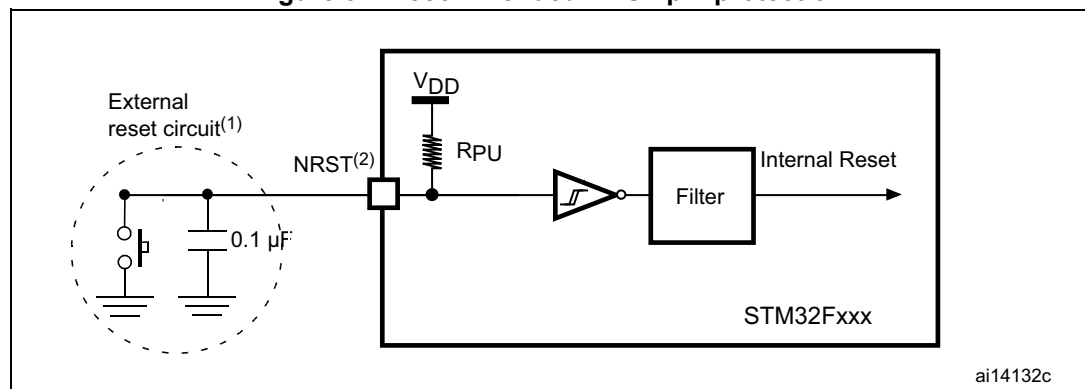 External
reset circuit(1)
VDD
RPU
NRST(2)
Internal Reset
Filter
0.1 µF
STM32Fxxx
ai14132c